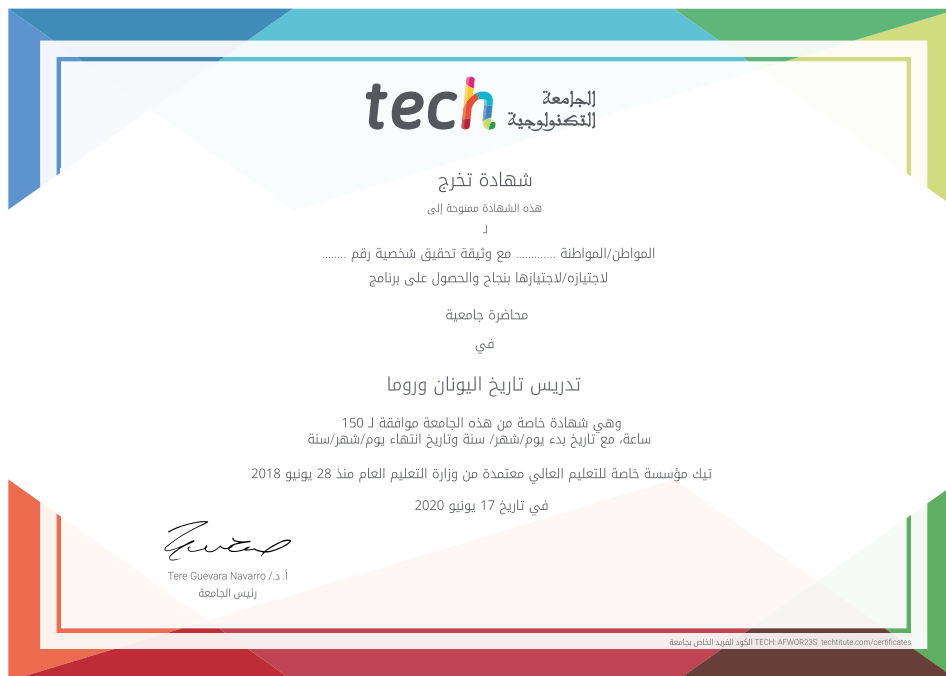 tech الجامعة
التكنولوجية
شهادة تخرج
هذه الشهادة ممنوحة إلى
لـ
المواطن/المواطنة ............ مع وثيقة تحقيق شخصية رقم ........
لاجتيازه/لاجتيازها بنجاح والحصول على برنامج
محاضرة جامعية
في
تدريس تاريخ اليونان وروما
وهي شهادة خاصة من هذه الجامعة موافقة لـ 150
ساعة، مع تاريخ بدء يوم/شهر/ سنة وتاريخ انتهاء يوم/شهر/سنة
تيك مؤسسة خاصة للتعليم العالي معتمدة من وزارة التعليم العام منذ 28 يونيو 2018
في تاريخ 17 يونيو 2020
أ. د./ Tere Guevara Navarro
رئيس الجامعة
الكود الفريد الخاص بجامعة TECH: AFWOR23S techtitute.com/certificates